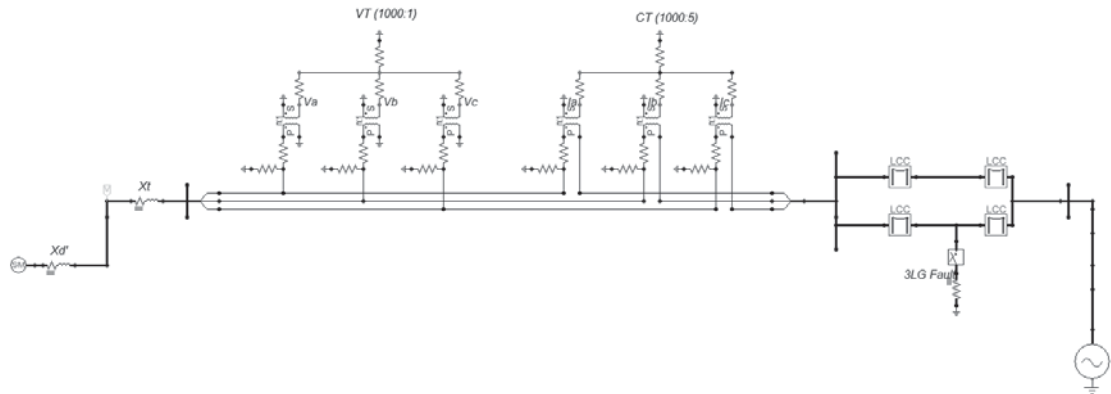 VT (1000:1)
CT (1000:5)
Va
Vb
Vc
Ia
Ib
Ic
S
S
S
S
S
S
P
P
P
P
P
P
Xt
Xd'
SM
LCC
LCC
LCC
LCC
3LG Fault